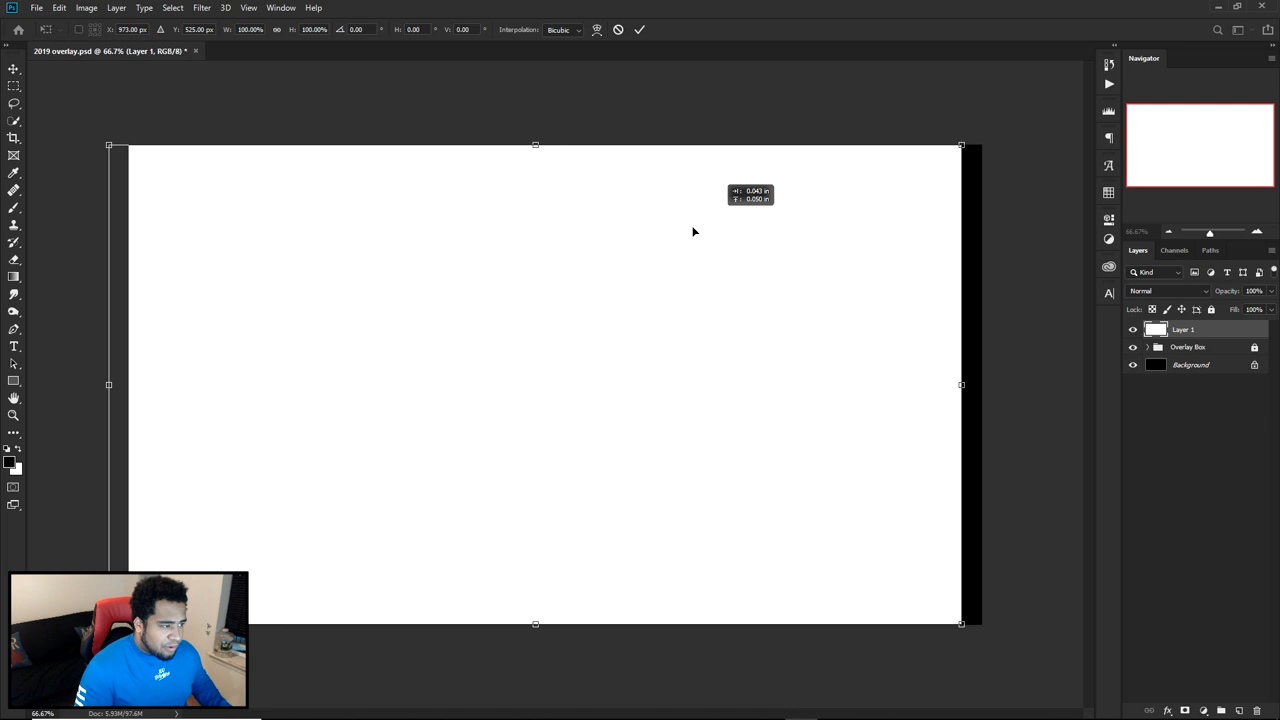 Ps File Edit Image Layer Type Select Filter 3D View Window Help
X: 973.00 px Y: 525.00 px W: 100.00% H: 100.00% 0.00 ° H: 0.00 ° V: 0.00 ° Interpolation: Bicubic
2019 overlay.psd @ 66.7% (Layer 1, RGB/8) * ×
Navigator
H: 0.043 in
0.050 in
66.67%
Layers Channels Paths
Kind
Normal Opacity: 100%
Lock: Fill: 100%
Layer 1
Overlay Box
Background
66.67% Doc: 5.93M/97.6M